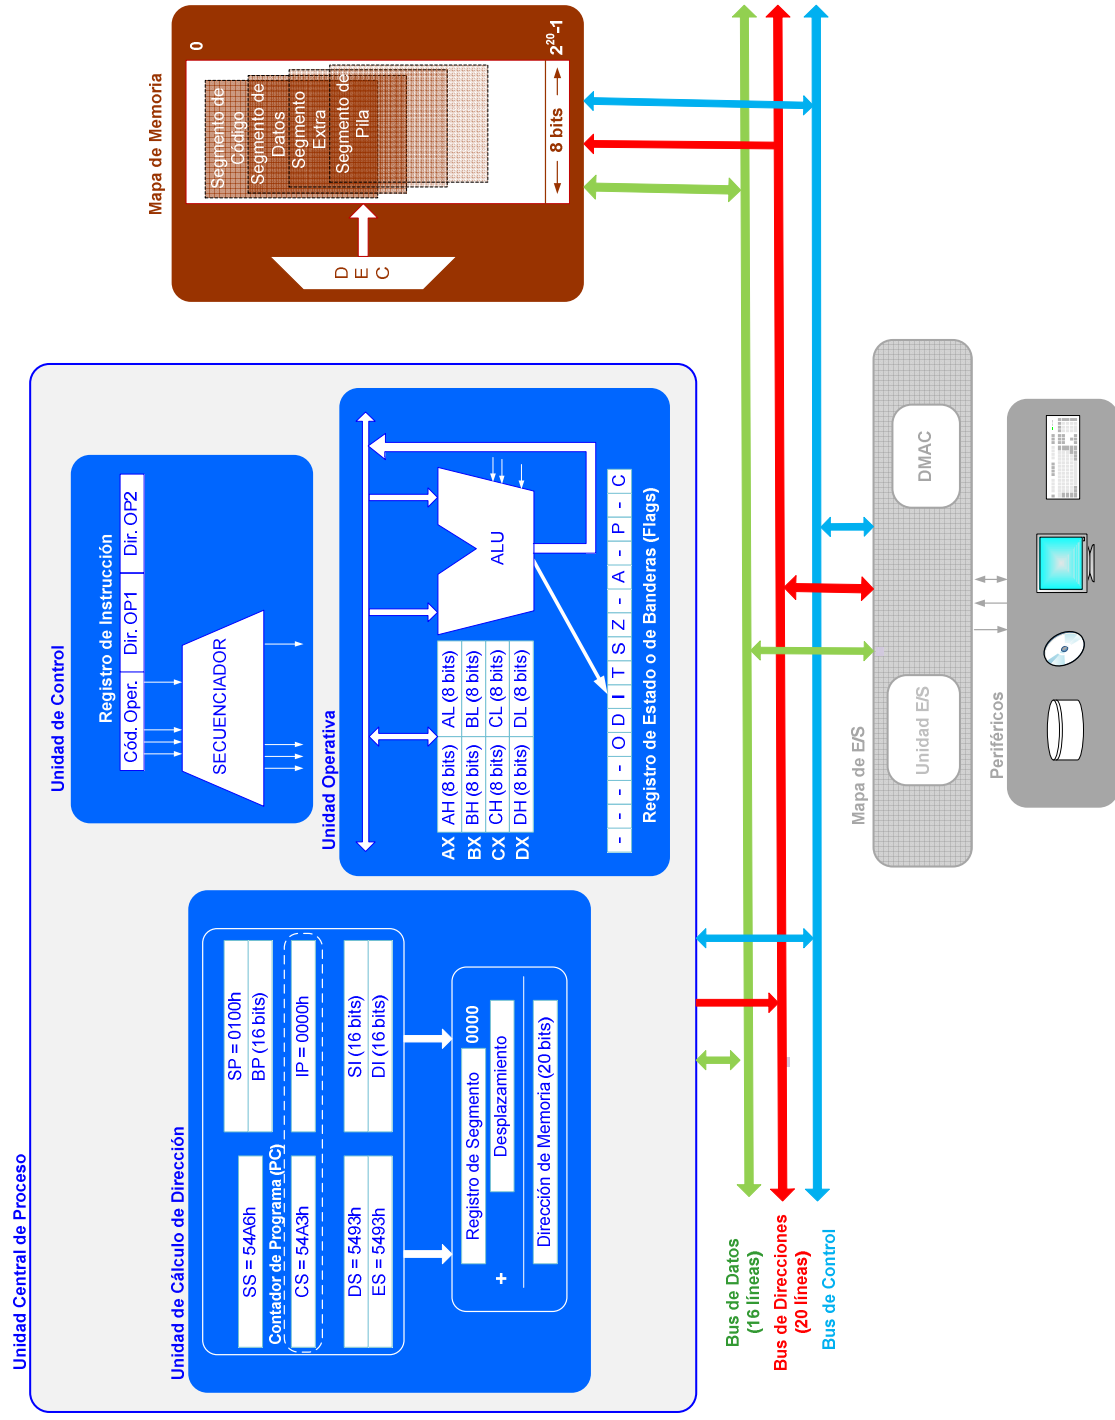 Unidad Central de Proceso
Unidad de Cálculo de Dirección
SS = 54A6h
SP = 0100h
BP (16 bits)
Contador de Programa (PC)
CS = 54A3h
IP = 0000h
DS = 5493h
ES = 5493h
SI (16 bits)
DI (16 bits)
Registro de Segmento
0000
+
Desplazamiento
Dirección de Memoria (20 bits)
Unidad de Control
Registro de Instrucción
Cód. Oper.
Dir. OP1
Dir. OP2
SECUENCIADOR
Unidad Operativa
AX
AH (8 bits)
AL (8 bits)
BX
BH (8 bits)
BL (8 bits)
CX
CH (8 bits)
CL (8 bits)
DX
DH (8 bits)
DL (8 bits)
ALU
- - - - O D I T S Z - A - P - C
Registro de Estado o de Banderas (Flags)
Mapa de Memoria
0
Segmento de
Código
Segmento de
Datos
Segmento
Extra
Segmento de
Pila
D
E
C
8 bits
2²⁰-1
Bus de Datos
(16 líneas)
Bus de Direcciones
(20 líneas)
Bus de Control
Mapa de E/S
Unidad E/S
DMAC
Periféricos